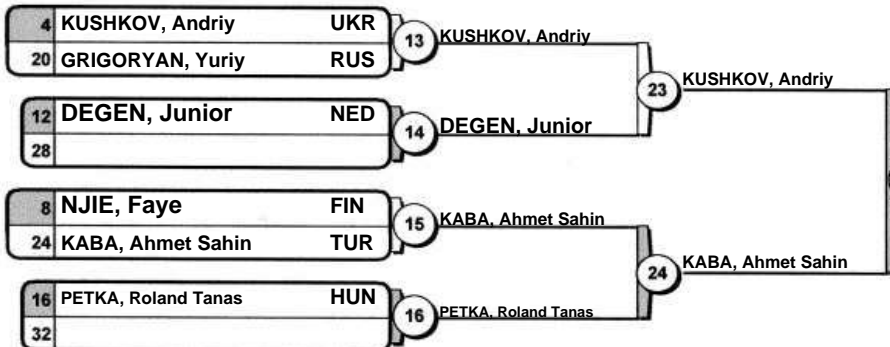 4 KUSHKOV, Andriy UKR
20 GRIGORYAN, Yuriy RUS
13 KUSHKOV, Andriy
23 KUSHKOV, Andriy
12 DEGEN, Junior NED
28
14 DEGEN, Junior
8 NJIE, Faye FIN
24 KABA, Ahmet Sahin TUR
15 KABA, Ahmet Sahin
24 KABA, Ahmet Sahin
16 PETKA, Roland Tanas HUN
32
16 PETKA, Roland Tanas